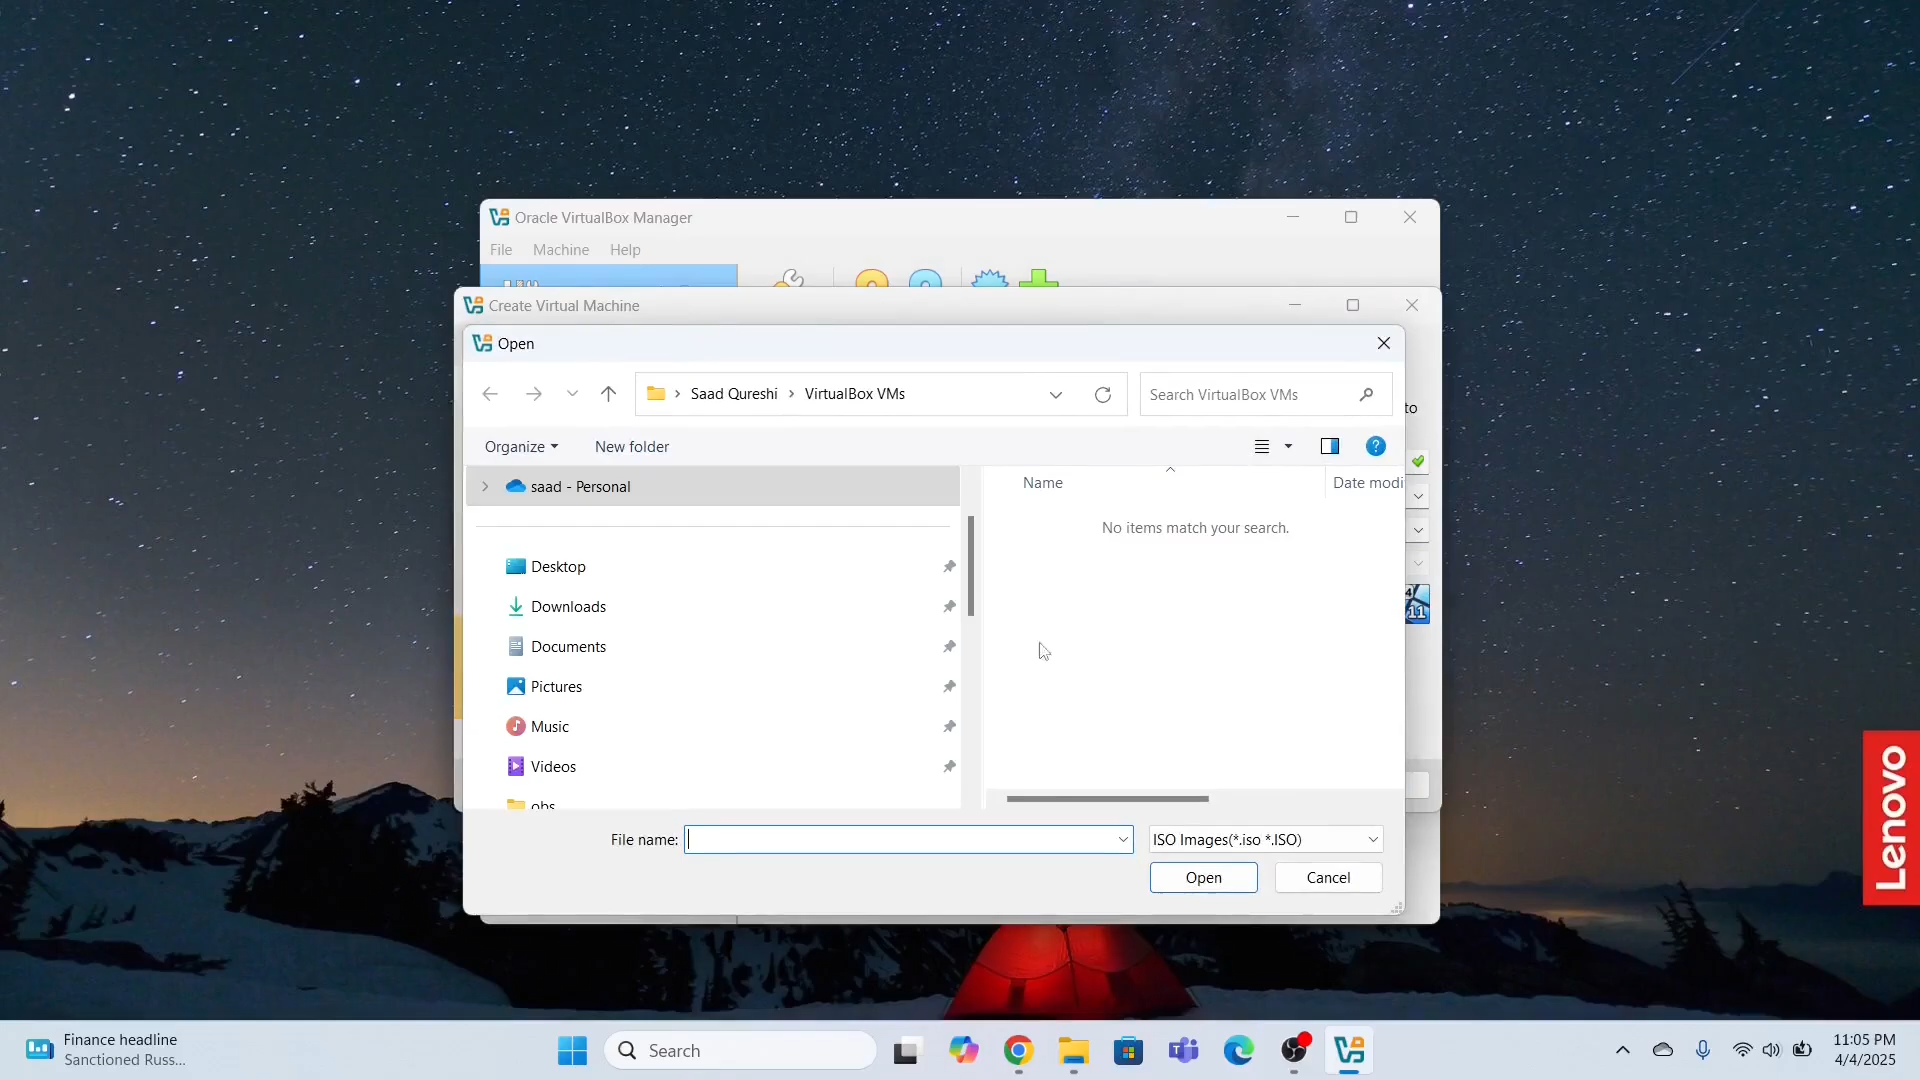 Oracle VirtualBox Manager
File Machine Help
Create Virtual Machine
Open
Saad Qureshi VirtualBox VMs
Search VirtualBox VMs
to
Organize New folder
?
saad - Personal
Name Date modi
No items match your search.
Desktop
Downloads
Documents
Pictures
Music
Videos
obs
4
11
File name:
ISO Images(*.iso *.ISO)
Open Cancel
Lenovo
Finance headline
Sanctioned Russ...
Search
11:05 PM
4/4/2025